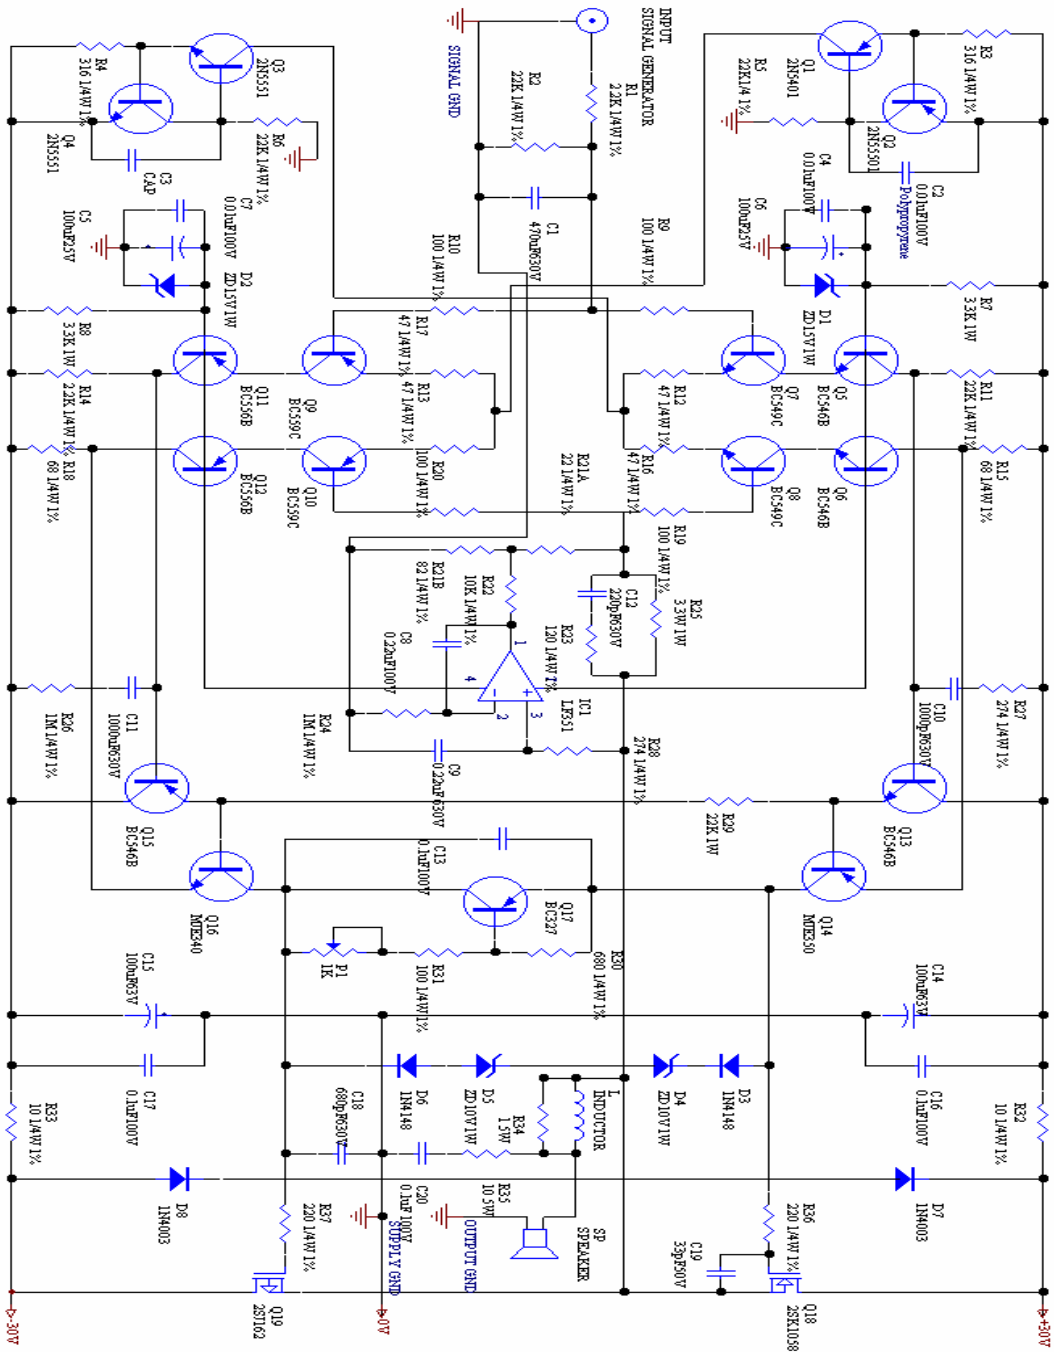 INPUT
SIGNAL GENERATOR
SIGNAL GND
R1
2.2K 1/4W 1%
R2
22K 1/4W 1%
C1
470uF630V
R3
316 1/4W 1%
Q1
2N5401
R5
22K1/4 1%
Q2
2N55501
C2
0.01uF100V
Polypropyrene
C4
0.01uF100V
C6
100uF25V
D1
ZD15V1W
R7
3.3K 1W
R4
316 1/4W 1%
Q3
2N5551
Q4
2N5551
R6
22K 1/4W 1%
C3
CAP
C7
0.01uF100V
C5
100uF25V
D2
ZD15V1W
R8
3.3K 1W
R9
100 1/4W 1%
R10
100 1/4W 1%
R17
47 1/4W 1%
R13
47 1/4W 1%
R12
47 1/4W 1%
R16
47 1/4W 1%
Q5
BC546B
Q7
BC549C
Q6
BC546B
Q8
BC549C
Q11
BC556B
Q9
BC559C
Q12
BC556B
Q10
BC559C
R11
22K 1/4W 1%
R15
68 1/4W 1%
R14
22K 1/4W 1%
R18
68 1/4W 1%
R20
100 1/4W 1%
R19
100 1/4W 1%
R21A
22 1/4W 1%
R21B
82 1/4W 1%
R22
10K 1/4W 1%
C8
0.22uF100V
C12
220pF630V
R23
120 1/4W 1%
R25
3.3W 1W
IC1
LF351
1
2
3
4
R24
1M 1/4W 1%
C9
0.22uF630V
R28
274 1/4W 1%
C10
1000pF630V
R27
274 1/4W 1%
C11
1000uF630V
R26
1M 1/4W 1%
Q13
BC546B
Q15
BC546B
R29
22K 1W
Q14
MJE350
Q16
MJE340
C13
0.1uF100V
Q17
BC327
R30
680 1/4W 1%
R31
100 1/4W 1%
P1
1K
C14
100uF63V
C15
100uF63V
C16
0.1uF100V
C17
0.1uF100V
D3
1N4148
D4
ZD10V1W
D5
ZD10V1W
D6
1N4148
L
INDUCTOR
R34
1.5W
C18
680pF630V
R35
10 5W
C20
0.1uF100V
R32
10 1/4W 1%
R33
10 1/4W 1%
D7
1N4003
D8
1N4003
SP
SPEAKER
OUTPUT GND
SUPPLY GND
R36
220 1/4W 1%
R37
220 1/4W 1%
C19
33pF50V
Q18
2SK1058
Q19
2SJ162
+30V
0V
-30V